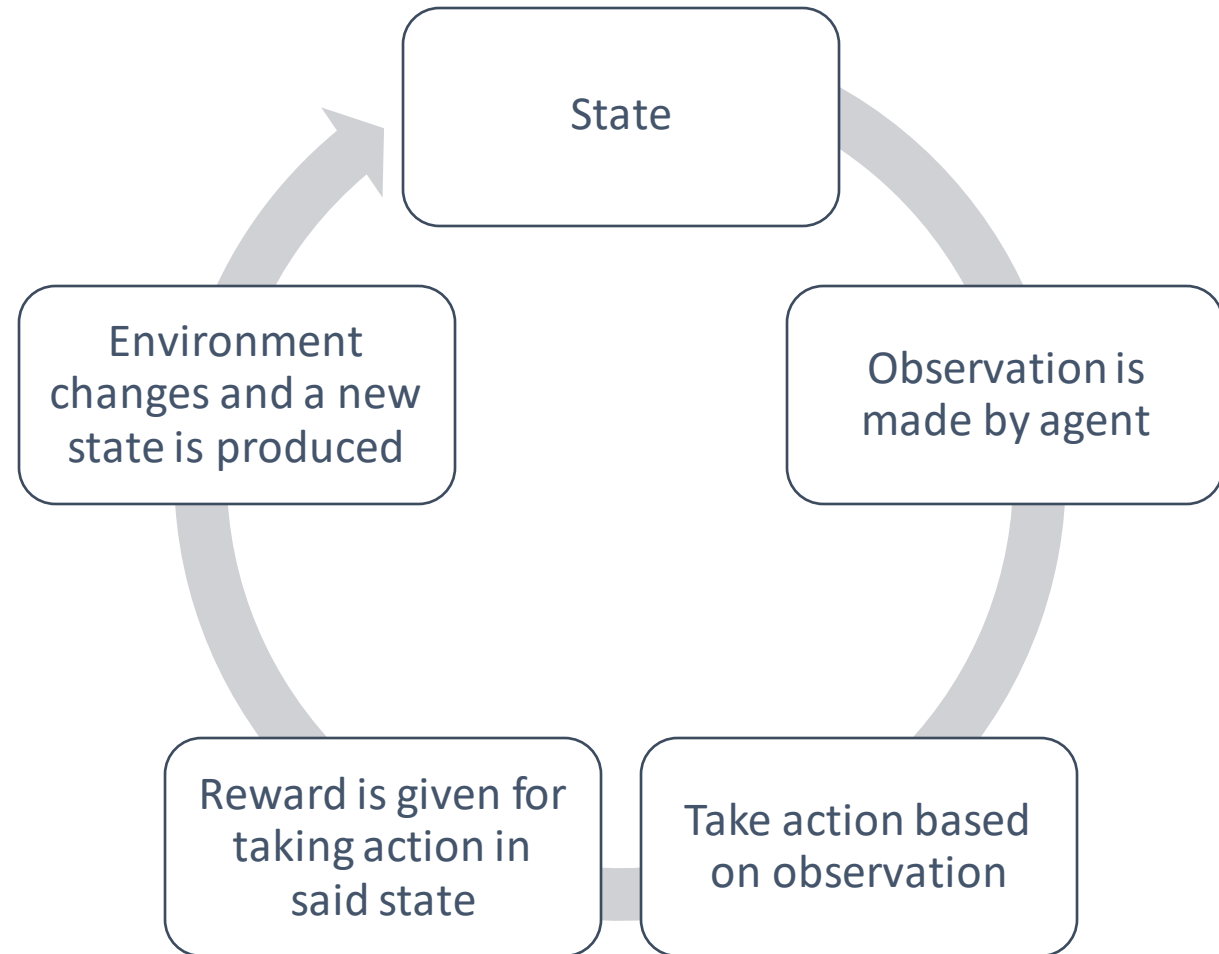 State
Observation is
made by agent
Take action based
on observation
Reward is given for
taking action in
said state
Environment
changes and a new
state is produced